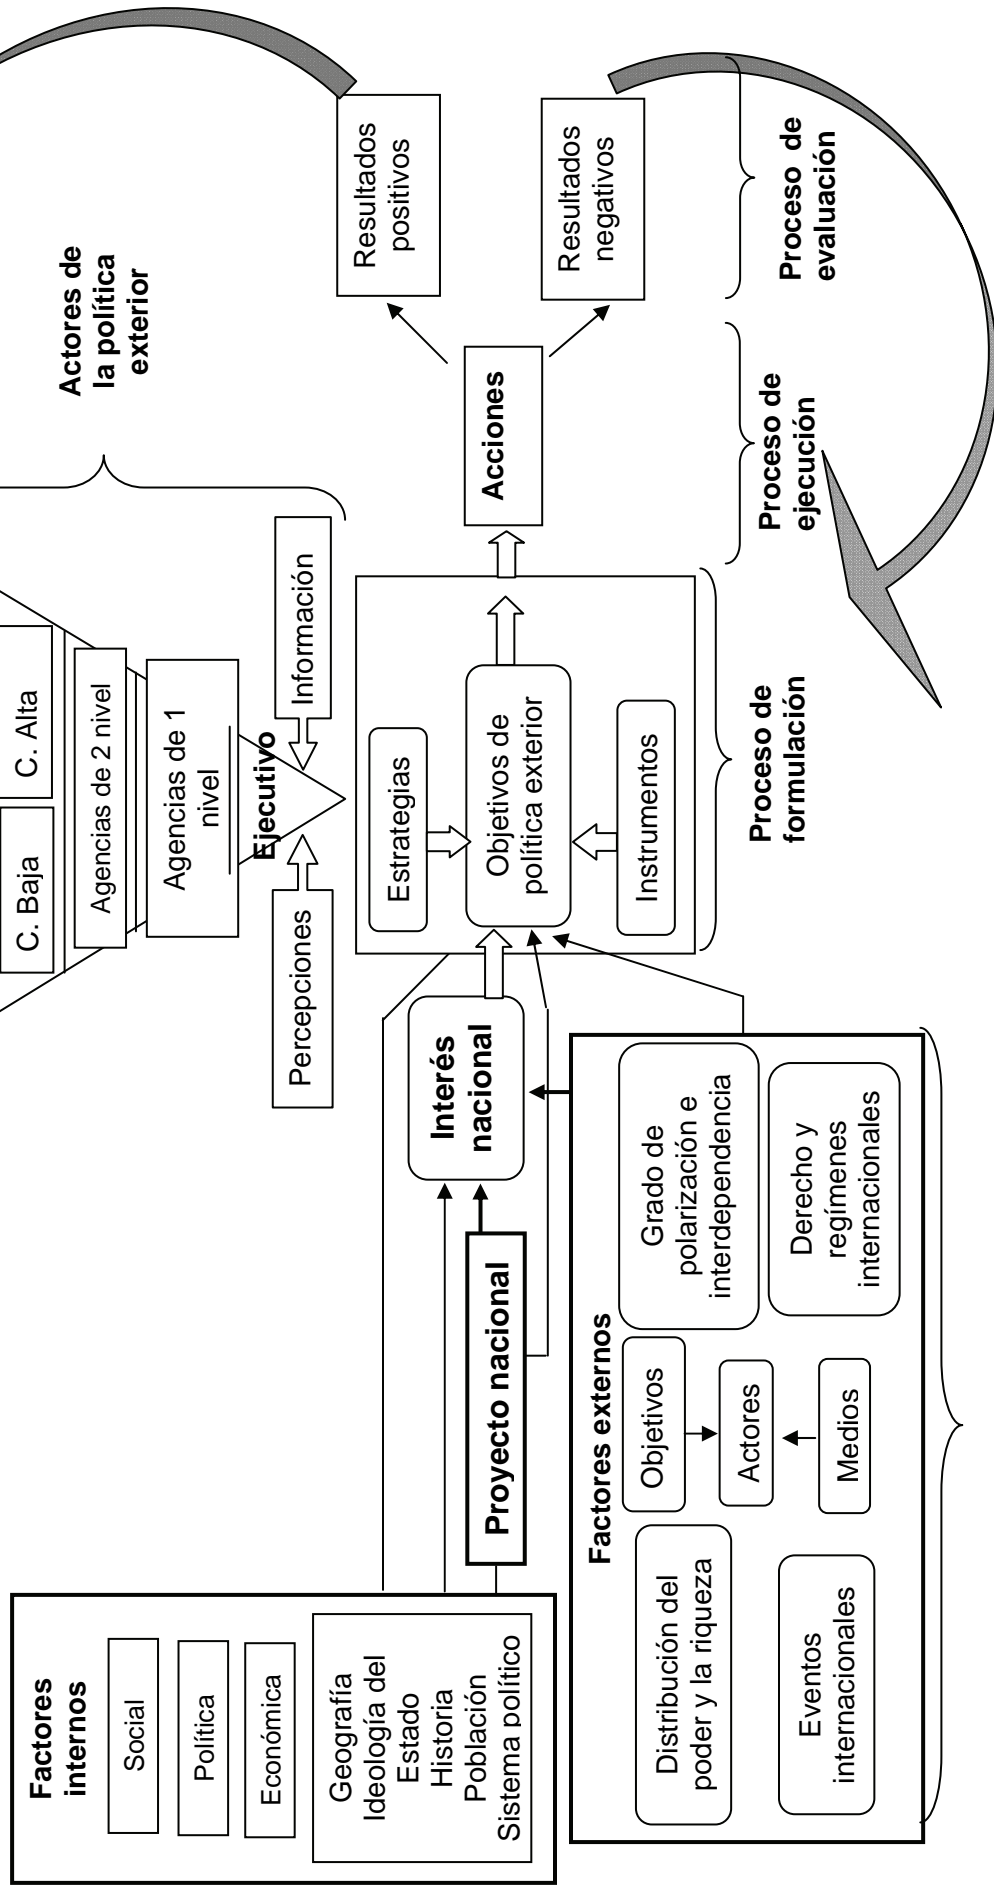 Factores
internos
Social
Política
Económica
Geografía
Ideología del
Estado
Historia
Población
Sistema político
Proyecto nacional
Interés
nacional
Factores externos
Distribución del
poder y la riqueza
Eventos
internacionales
Objetivos
Actores
Medios
Grado de
polarización e
interdependencia
Derecho y
regímenes
internacionales
C. Baja
C. Alta
Agencias de 2 nivel
Agencias de 1
nivel
Ejecutivo
Percepciones
Información
Estrategias
Objetivos de
política exterior
Instrumentos
Proceso de
formulación
Actores de
la política
exterior
Acciones
Proceso de
ejecución
Resultados
positivos
Resultados
negativos
Proceso de
evaluación